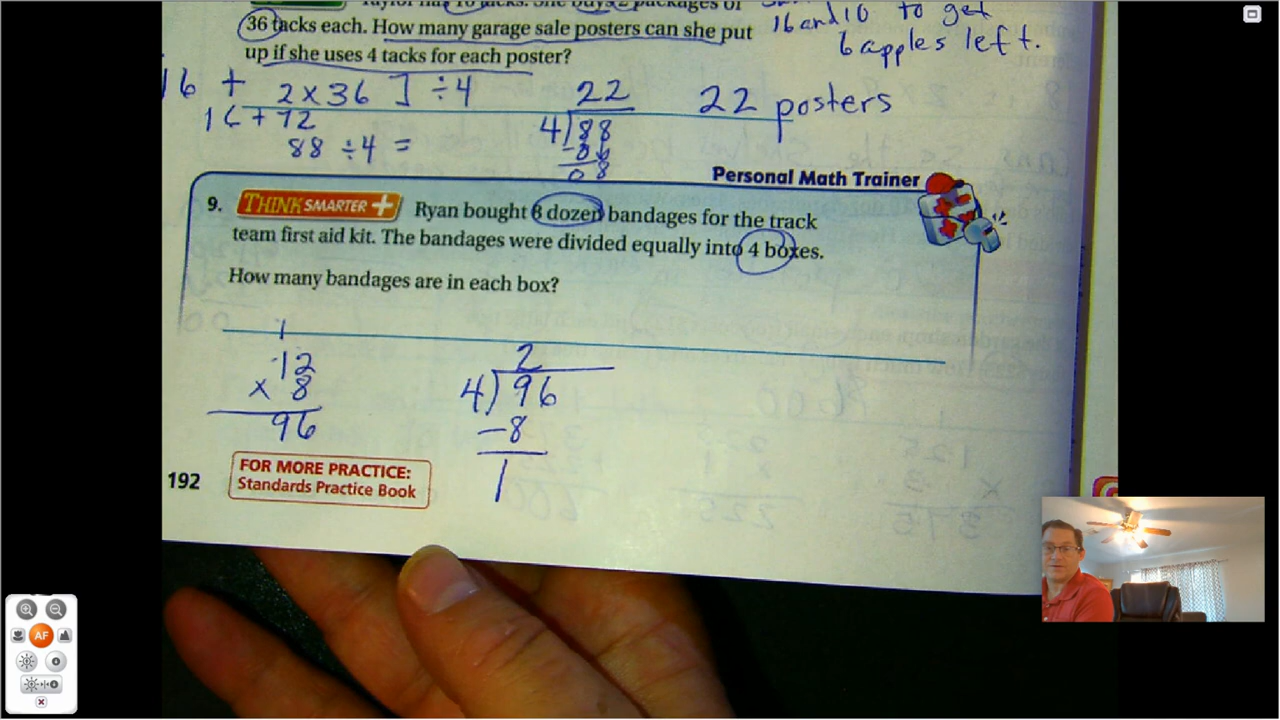 36 tacks each. How many garage sale posters can she put
up if she uses 4 tacks for each poster?
16 and 10 to get
6 apples left.
16 + 2 x 36 ] ÷ 4
16 + 72
88 ÷ 4 =
22
4)88
-8
08
22 posters
Personal Math Trainer
9. THINK SMARTER + Ryan bought 8 dozen bandages for the track
team first aid kit. The bandages were divided equally into 4 boxes.
How many bandages are in each box?
1
12
x 8
96
2
4)96
-8
1
192
FOR MORE PRACTICE:
Standards Practice Book
AF